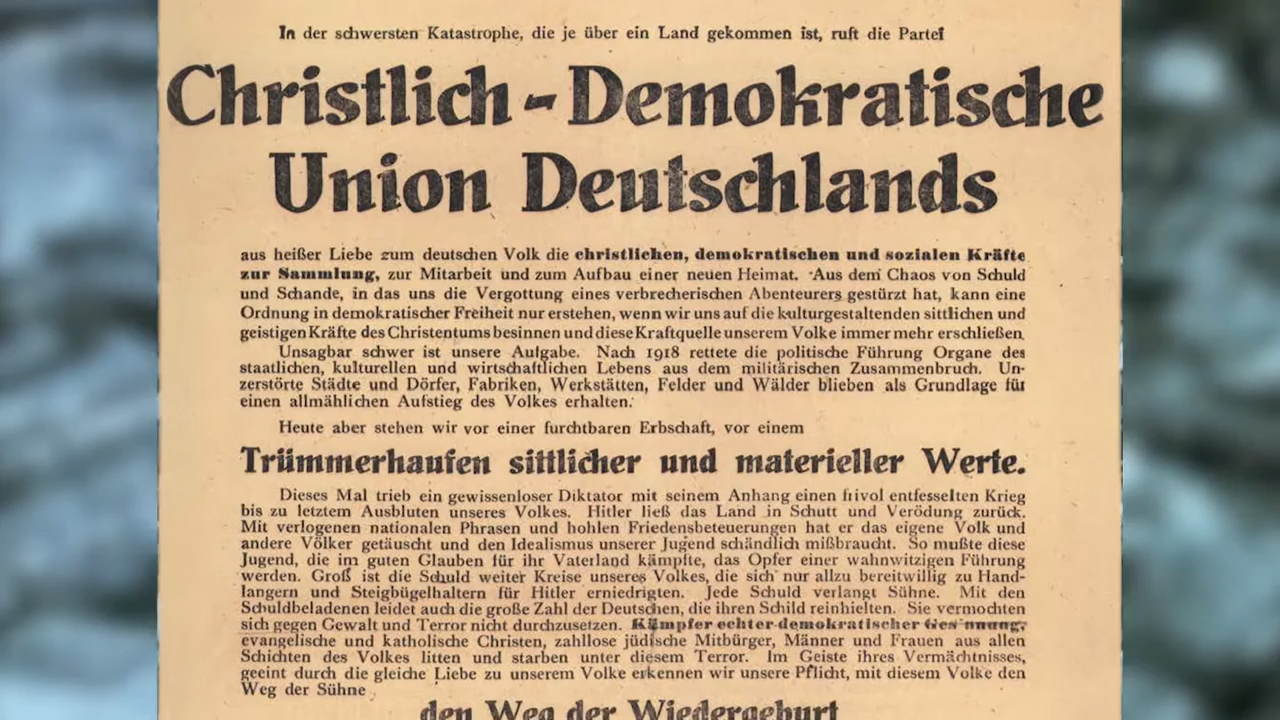 In der schwersten Katastrophe, die je über ein Land gekommen ist, ruft die Partei
Christlich-Demokratische
Union Deutschlands
aus heißer Liebe zum deutschen Volk die christlichen, demokratischen und sozialen Kräfte
zur Sammlung, zur Mitarbeit und zum Aufbau einer neuen Heimat. Aus dem Chaos von Schuld
und Schande, in das uns die Vergottung eines verbrecherischen Abenteurers gestürzt hat, kann eine
Ordnung in demokratischer Freiheit nur erstehen, wenn wir uns auf die kulturgestaltenden sittlichen und
geistigen Kräfte des Christentums besinnen und diese Kraftquelle unserem Volke immer mehr erschließen.
Unsagbar schwer ist unsere Aufgabe. Nach 1918 rettete die politische Führung Organe des
staatlichen, kulturellen und wirtschaftlichen Lebens aus dem militärischen Zusammenbruch. Un-
zerstörte Städte und Dörfer, Fabriken, Werkstätten, Felder und Wälder blieben als Grundlage für
einen allmählichen Aufstieg des Volkes erhalten.
Heute aber stehen wir vor einer furchtbaren Erbschaft, vor einem
Trümmerhaufen sittlicher und materieller Werte.
Dieses Mal trieb ein gewissenloser Diktator mit seinem Anhang einen frivol entfesselten Krieg
bis zu letztem Ausbluten unseres Volkes. Hitler ließ das Land in Schutt und Verödung zurück.
Mit verlogenen nationalen Phrasen und hohlen Friedensbeteuerungen hat er das eigene Volk und
andere Völker getäuscht und den Idealismus unserer Jugend schändlich mißbraucht. So mußte diese
Jugend, die im guten Glauben für ihr Vaterland kämpfte, das Opfer einer wahnwitzigen Führung
werden. Groß ist die Schuld weiter Kreise unseres Volkes, die sich nur allzu bereitwillig zu Hand-
langern und Steigbügelhaltern für Hitler erniedrigten. Jede Schuld verlangt Sühne. Mit den
Schuldbeladenen leidet auch die große Zahl der Deutschen, die ihren Schild reinhielten. Sie vermochten
sich gegen Gewalt und Terror nicht durchzusetzen. Kämpfer echter demokratischer Gesinnung,
evangelische und katholische Christen, zahllose jüdische Mitbürger, Männer und Frauen aus allen
Schichten des Volkes litten und starben unter diesem Terror. Im Geiste ihres Vermächtnisses,
geeint durch die gleiche Liebe zu unserem Volke erkennen wir unsere Pflicht, mit diesem Volke den
Weg der Sühne
den Weg der Wiedergeburt